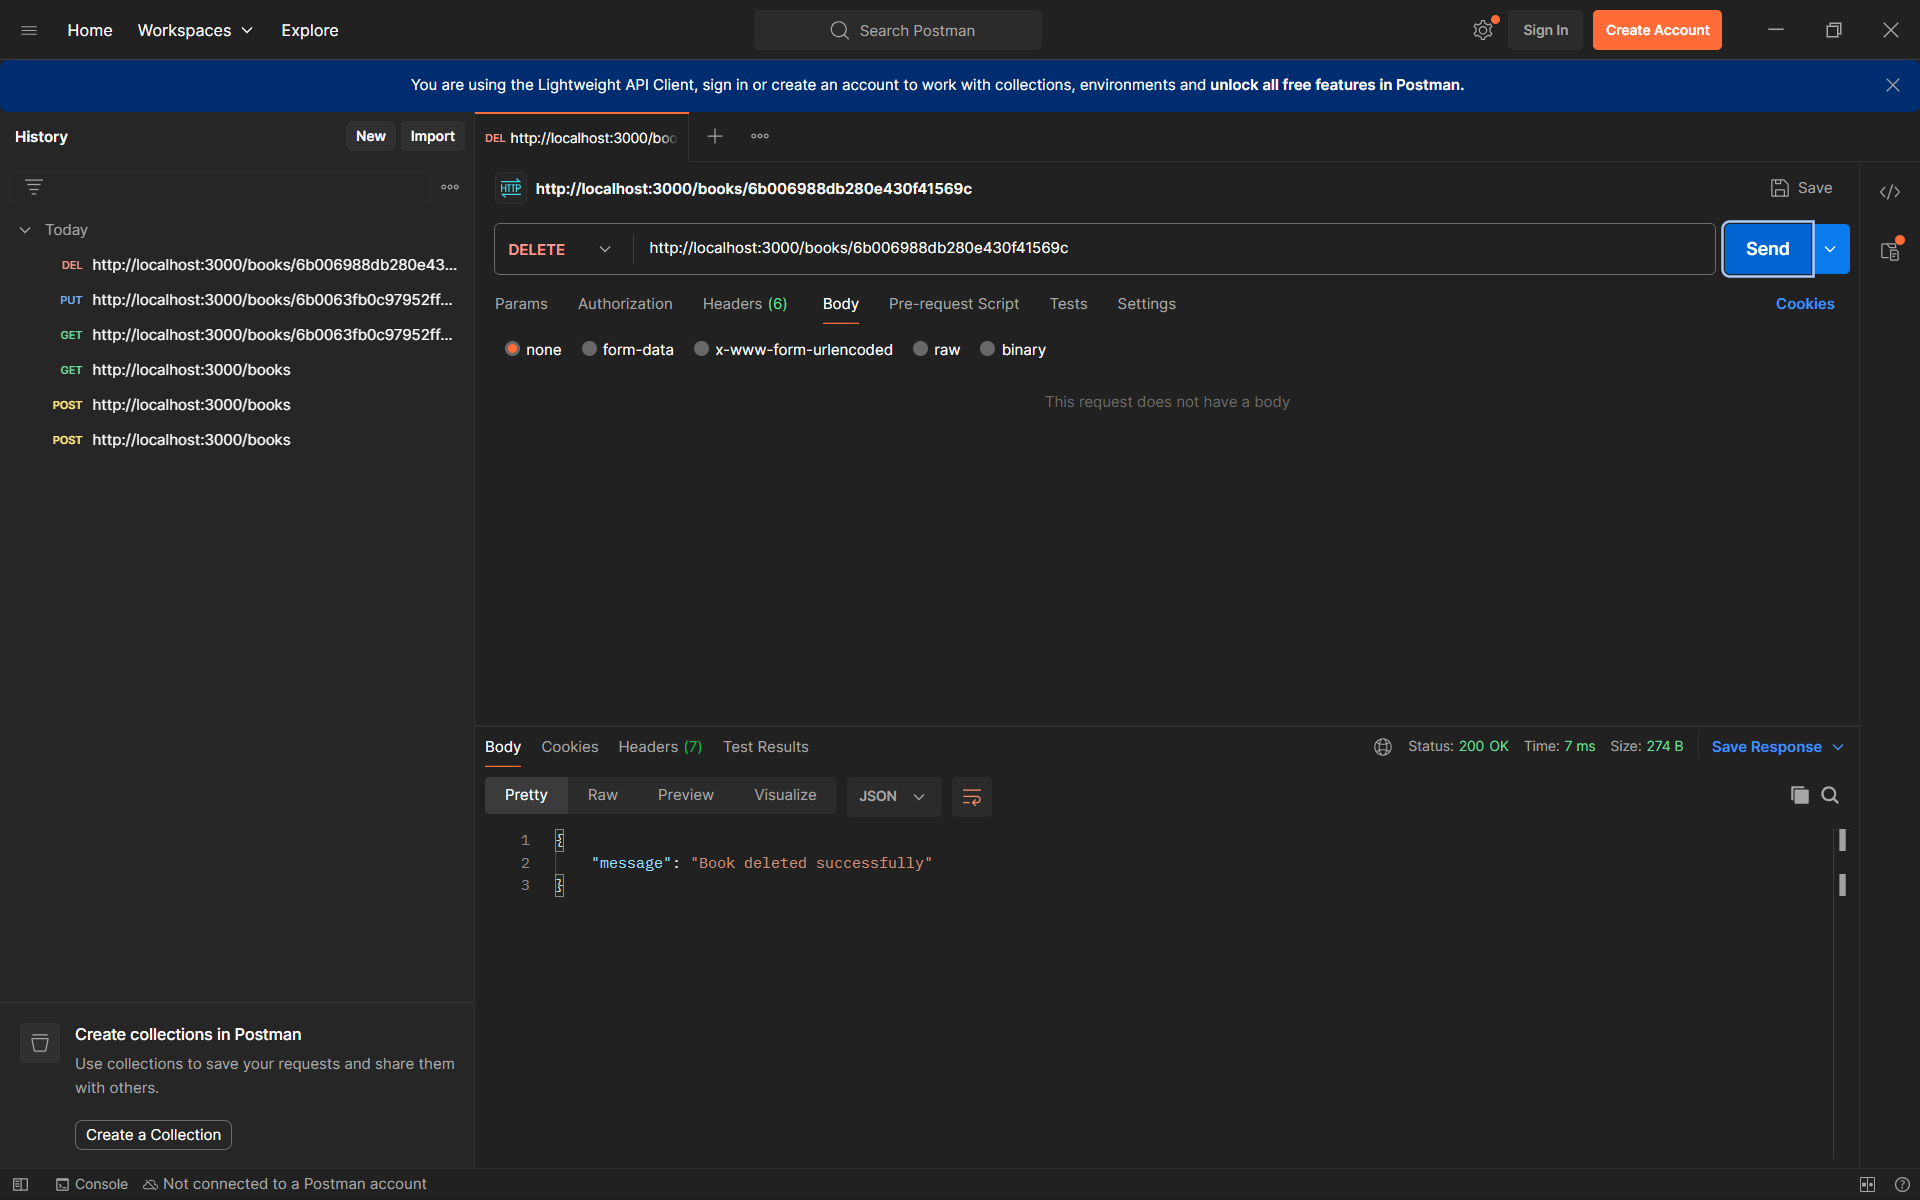 Home Workspaces Explore Search Postman Sign In Create Account
You are using the Lightweight API Client, sign in or create an account to work with collections, environments and unlock all free features in Postman.
History New Import
DEL http://localhost:3000/boo
Today
DEL http://localhost:3000/books/6b006988db280e43...
PUT http://localhost:3000/books/6b0063fb0c97952ff...
GET http://localhost:3000/books/6b0063fb0c97952ff...
GET http://localhost:3000/books
POST http://localhost:3000/books
POST http://localhost:3000/books
Create collections in Postman
Use collections to save your requests and share them
with others.
Create a Collection
HTTP http://localhost:3000/books/6b006988db280e430f41569c Save
DELETE http://localhost:3000/books/6b006988db280e430f41569c Send
Params Authorization Headers (6) Body Pre-request Script Tests Settings Cookies
none form-data x-www-form-urlencoded raw binary
This request does not have a body
Body Cookies Headers (7) Test Results Status: 200 OK Time: 7 ms Size: 274 B Save Response
Pretty Raw Preview Visualize JSON
1 {
2 "message": "Book deleted successfully"
3 }
Console Not connected to a Postman account